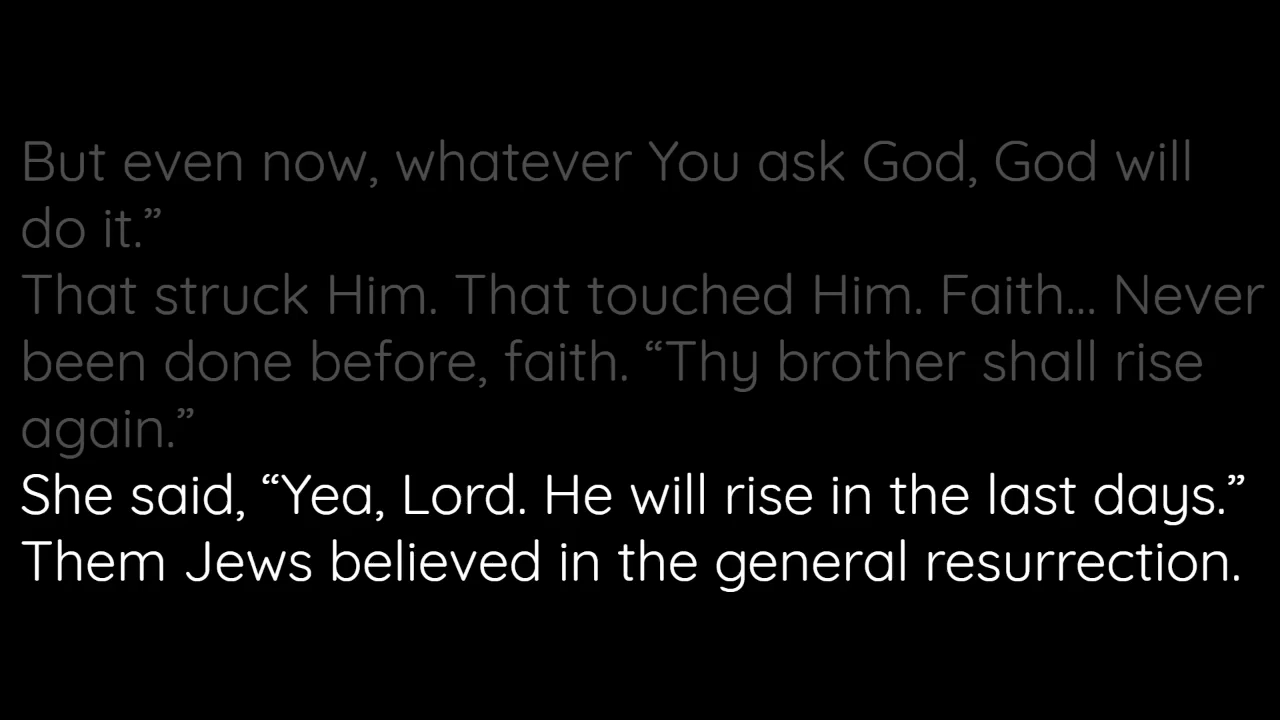 But even now, whatever You ask God, God will
do it.”
That struck Him. That touched Him. Faith... Never
been done before, faith. “Thy brother shall rise
again.”
She said, “Yea, Lord. He will rise in the last days.”
Them Jews believed in the general resurrection.